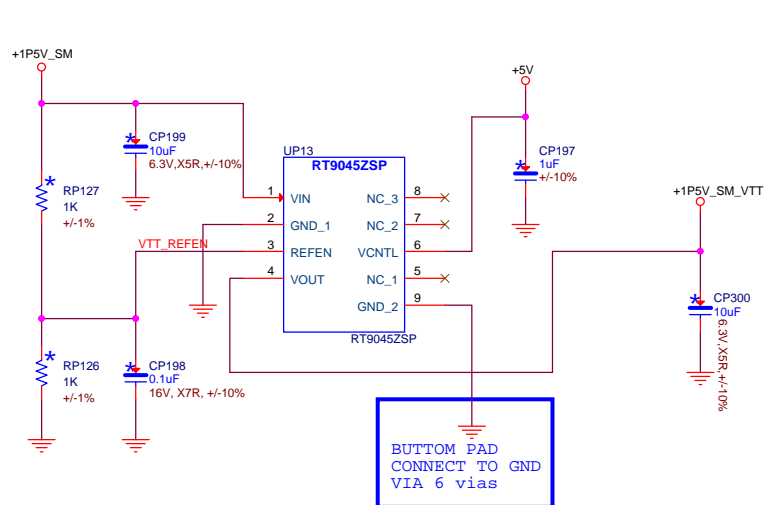 +1P5V_SM
+5V
CP199
10uF
6.3V,X5R,+/-10%
UP13
RT9045ZSP
CP197
1uF
+/-10%
RP127
1K
+/-1%
+1P5V_SM_VTT
1
VIN
NC_3
8
2
GND_1
NC_2
7
VTT_REFEN
3
REFEN
VCNTL
6
4
VOUT
NC_1
5
GND_2
9
RT9045ZSP
CP300
10uF
6.3V,X5R,+/-10%
RP126
1K
+/-1%
CP198
0.1uF
16V, X7R, +/-10%
BUTTOM PAD
CONNECT TO GND
VIA 6 vias